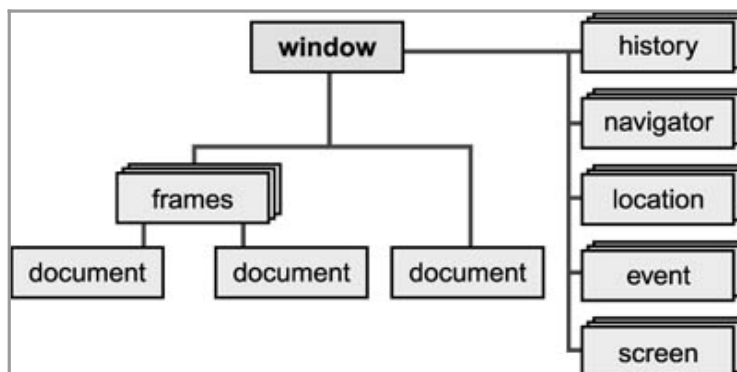 window
history
navigator
frames
location
document
document
document
event
screen